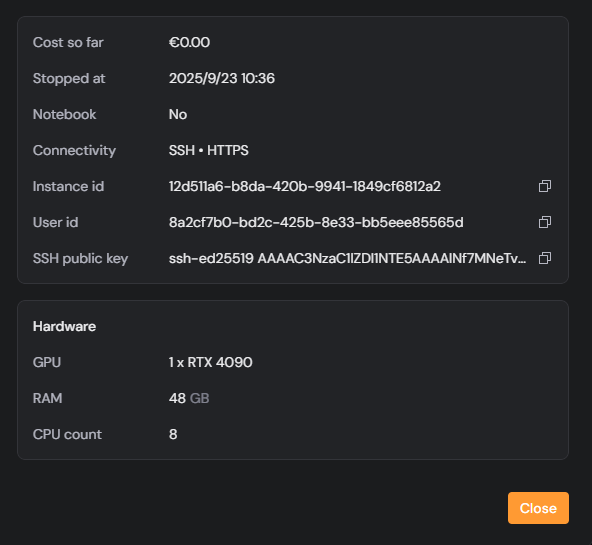 Cost so far €0.00
Stopped at 2025/9/23 10:36
Notebook No
Connectivity SSH • HTTPS
Instance id 12d511a6-b8da-420b-9941-1849cf6812a2
User id 8a2cf7b0-bd2c-425b-8e33-bb5eee85565d
SSH public key ssh-ed25519 AAAAC3NzaC1lZDI1NTE5AAAAINf7MNeTv...
Hardware
GPU 1 x RTX 4090
RAM 48 GB
CPU count 8
Close